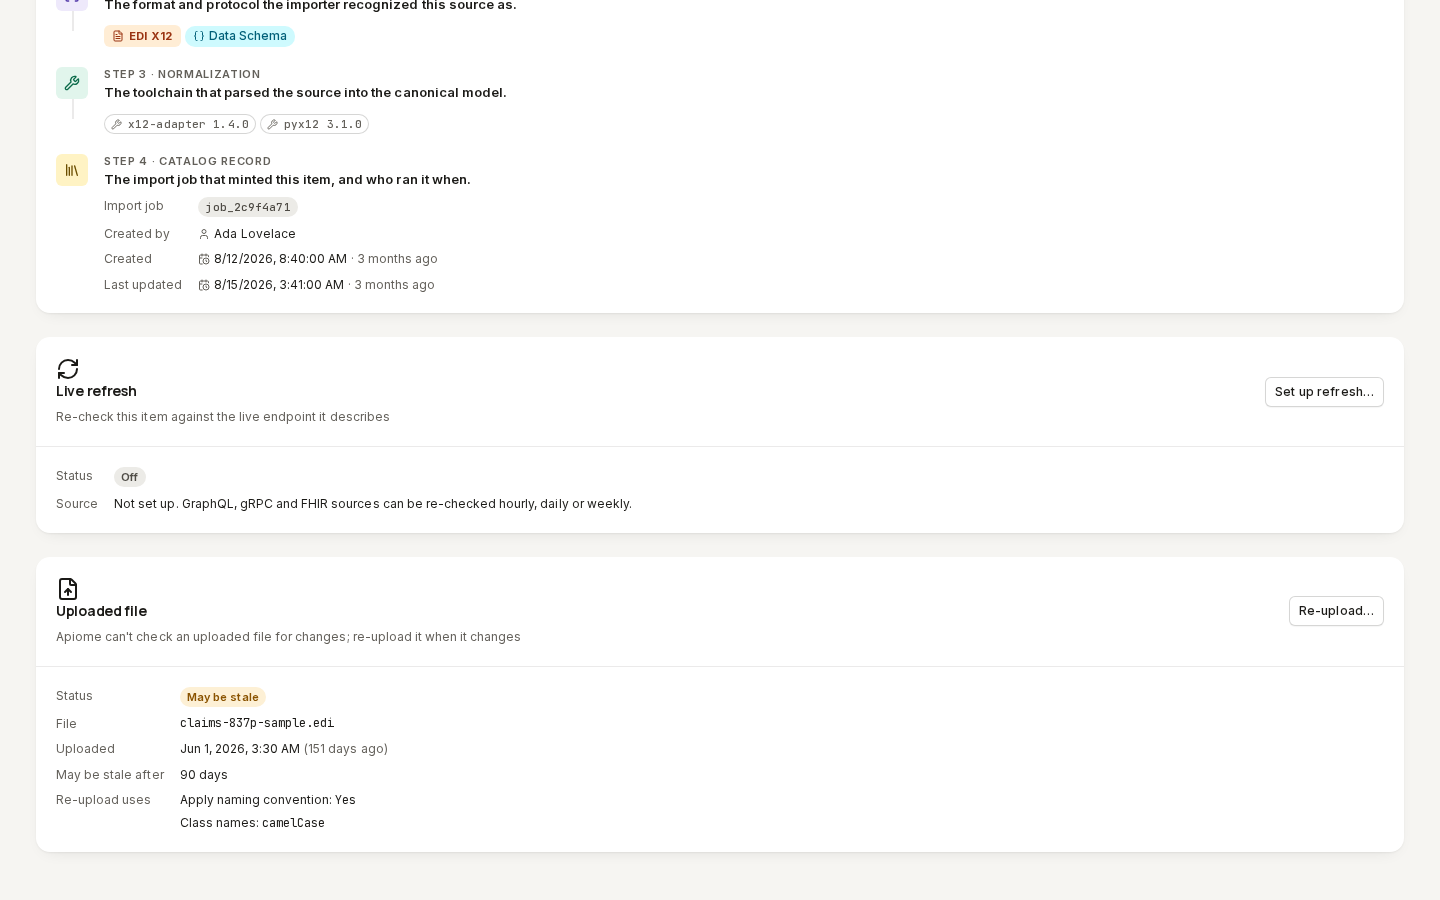 The format and protocol the importer recognized this source as.
EDI X12 Data Schema
STEP 3 · NORMALIZATION
The toolchain that parsed the source into the canonical model.
x12-adapter 1.4.0 pyx12 3.1.0
STEP 4 · CATALOG RECORD
The import job that minted this item, and who ran it when.
Import job job_2c9f4a71
Created by Ada Lovelace
Created 8/12/2026, 8:40:00 AM · 3 months ago
Last updated 8/15/2026, 3:41:00 AM · 3 months ago
Live refresh
Set up refresh...
Re-check this item against the live endpoint it describes
Status Off
Source Not set up. GraphQL, gRPC and FHIR sources can be re-checked hourly, daily or weekly.
Uploaded file
Re-upload...
Apiome can't check an uploaded file for changes; re-upload it when it changes
Status May be stale
File claims-837p-sample.edi
Uploaded Jun 1, 2026, 3:30 AM (151 days ago)
May be stale after 90 days
Re-upload uses Apply naming convention: Yes
Class names: camelCase